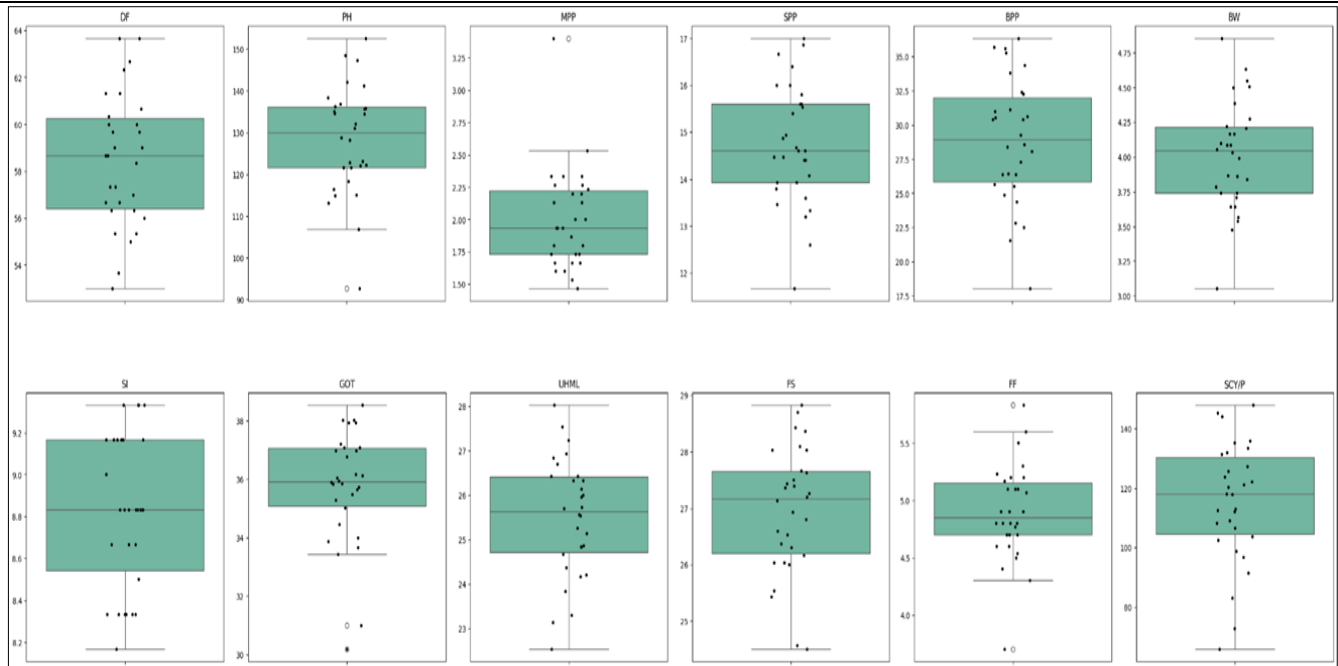 DF PH MPP SPP BPP BW
64 62 60 58 56 54
150 140 130 120 110 100 90
3.25 3.00 2.75 2.50 2.25 2.00 1.75 1.50
17 16 15 14 13 12
35.0 32.5 30.0 27.5 25.0 22.5 20.0 17.5
4.75 4.50 4.25 4.00 3.75 3.50 3.25 3.00
SI GOT UHML FS FF SCY/P
9.2 9.0 8.8 8.6 8.4 8.2
38 36 34 32 30
28 27 26 25 24 23
29 28 27 26 25
5.5 5.0 4.5 4.0
140 120 100 80